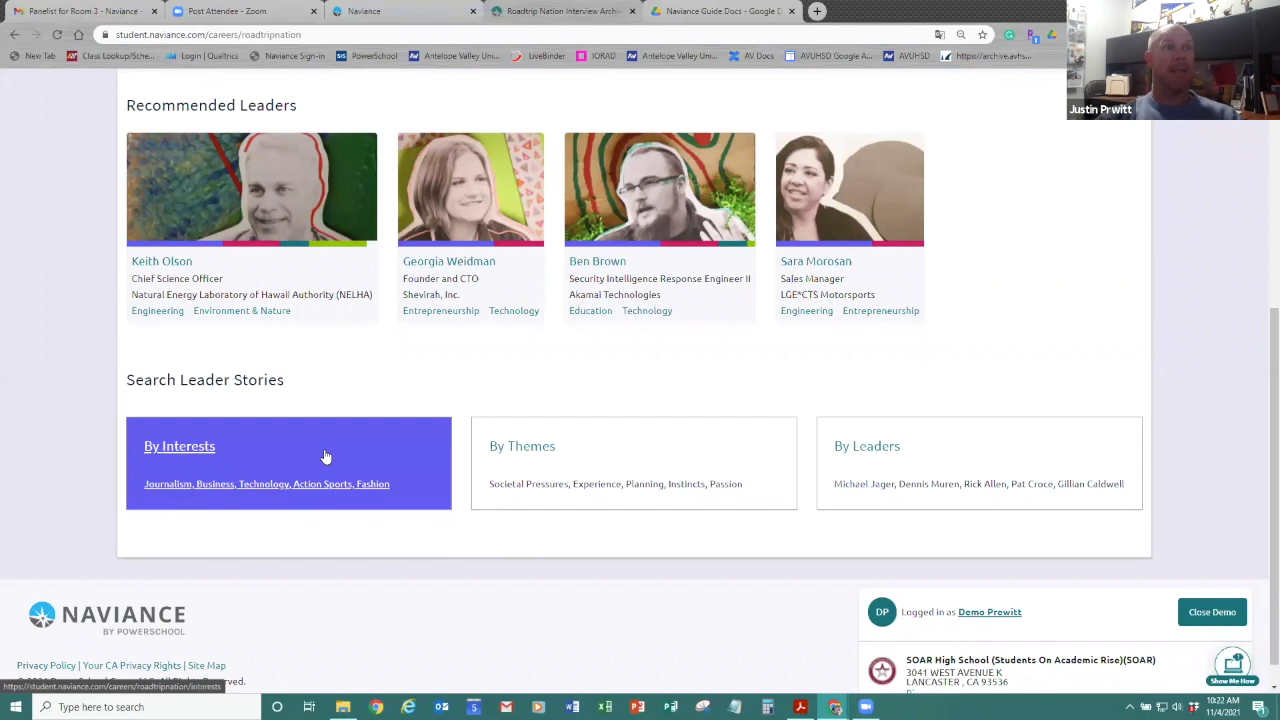 Panelist for Room 3 - Naviance -
Post Attendee - Zoom
Naviance
Roadtrip Nation Interview Archi
Naviance Guide Docs - Google D
student.naviance.com/careers/roadtripnation
New Tab
Class Lookup/Sche...
Login | Qualtrics
Naviance SignIn
PowerSchool
Antelope Valley Uni...
LiveBinder
IORAD
Antelope Valley Uni...
AV Docs
AVUHSD Google A...
AVUHSD
https://archive.avhs...
Justin Prwitt
Recommended Leaders
Keith Olson
Chief Science Officer
Natural Energy Laboratory of Hawaii Authority (NELHA)
Engineering Environment & Nature
Georgia Weidman
Founder and CTO
Shevirah, Inc.
Entrepreneurship Technology
Ben Brown
Security Intelligence Response Engineer II
Akamai Technologies
Education Technology
Sara Morosan
Sales Manager
LGE*CTS Motorsports
Engineering Entrepreneurship
Search Leader Stories
By Interests
Journalism, Business, Technology, Action Sports, Fashion
By Themes
Societal Pressures, Experience, Planning, Instincts, Passion
By Leaders
Michael Jager, Dennis Muren, Rick Allen, Pat Croce, Gillian Caldwell
NAVIANCE
BY POWERSCHOOL
Privacy Policy | Your CA Privacy Rights | Site Map
DP Logged in as Demo Prewitt
Close Demo
SOAR High School (Students On Academic Rise)(SOAR)
3041 WEST AVENUE K
LANCASTER, CA 93536
Show Me How
https://student.naviance.com/careers/roadtripnation/interest
Type here to search
10:22 AM
11/4/2021